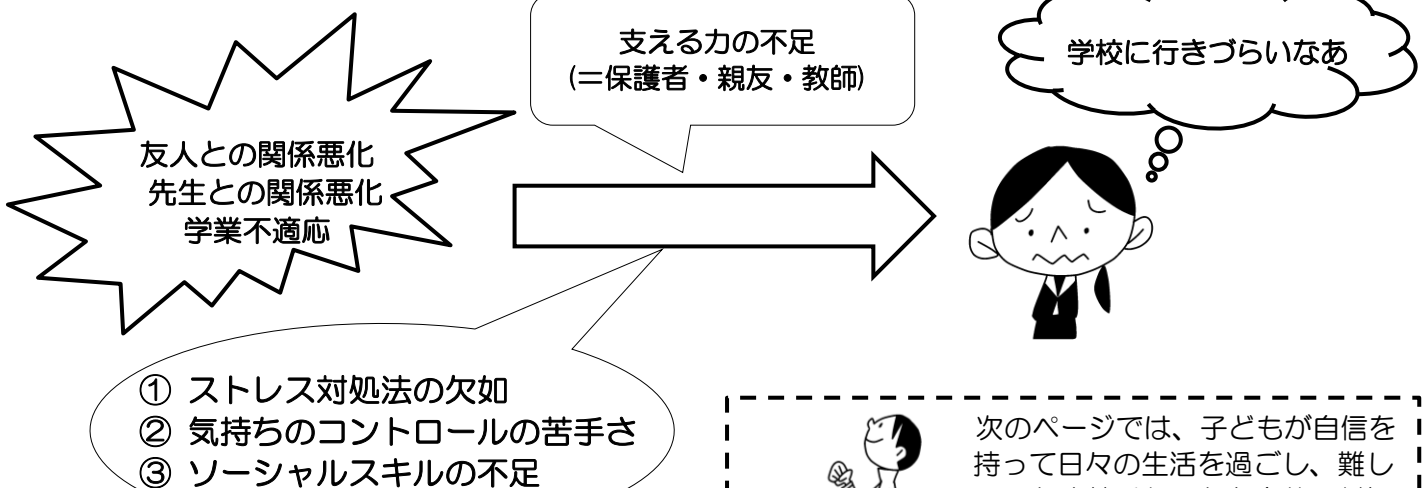 支える力の不足
(＝保護者・親友・教師)
学校に行きづらいなあ
友人との関係悪化
先生との関係悪化
学業不適応
① ストレス対処法の欠如
② 気持ちのコントロールの苦手さ
③ ソーシャルスキルの不足
次のページでは、子どもが自信を
持って日々の生活を過ごし、難し